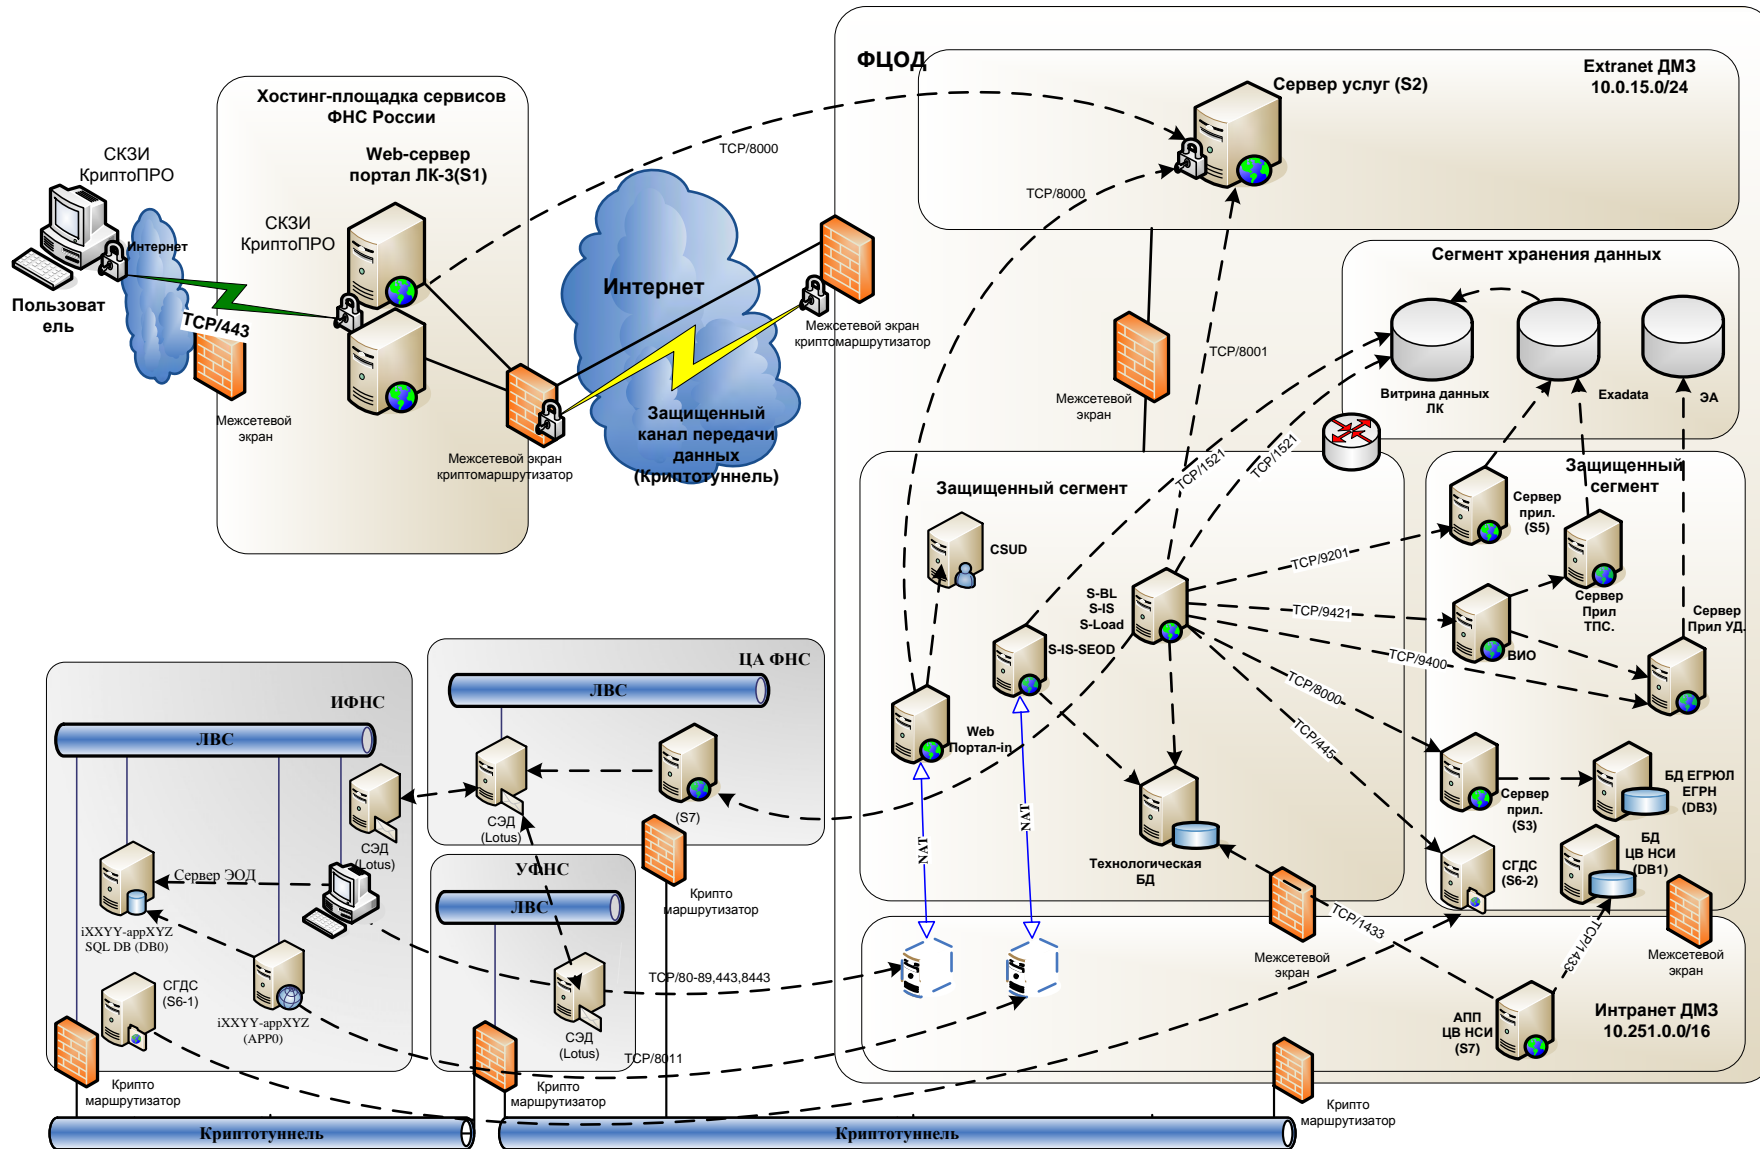 ФЦОД
Extranet ДМЗ
10.0.15.0/24
Сервер услуг (S2)
Хостинг-площадка сервисов
ФНС России
Web-сервер
портал ЛК-3(S1)
СКЗИ
КриптоПРО
СКЗИ
КриптоПРО
Интернет
Пользоват
ель
TCP/443
Межсетевой
экран
TCP/8000
Интернет
Защищенный
канал передачи
данных
(Криптотуннель)
Межсетевой экран
криптомаршрутизатор
Межсетевой экран
криптомаршрутизатор
TCP/8000
TCP/8001
Межсетевой
экран
Сегмент хранения данных
Витрина данных
ЛК
Exadata
ЭА
TCP/1521
TCP/1521
Защищенный сегмент
CSUD
S-BL
S-IS
S-Load
S-IS-SEOD
Web
Портал-in
NAT
NAT
Технологическая
БД
TCP/9201
TCP/9421
TCP/9400
TCP/8000
TCP/445
Защищенный
сегмент
Сервер
прил.
(S5)
Сервер
Прил
ТПС.
Сервер
Прил УД.
ВИО
Сервер
прил.
(S3)
БД ЕГРЮЛ
ЕГРН
(DB3)
СГДС
(S6-2)
БД
ЦВ НСИ
(DB1)
Межсетевой
экран
Межсетевой
экран
TCP/1433
TCP/1433
АПП
ЦВ НСИ
(S7)
Интранет ДМЗ
10.251.0.0/16
ЦА ФНС
ЛВС
СЭД
(Lotus)
(S7)
Крипто
маршрутизатор
ИФНС
ЛВС
СЭД
(Lotus)
Сервер ЭОД
iXXYY-appXYZ
SQL DB (DB0)
СГДС
(S6-1)
iXXYY-appXYZ
(APP0)
УФНС
ЛВС
СЭД
(Lotus)
TCP/80-89,443,8443
TCP/8011
Крипто
маршрутизатор
Крипто
маршрутизатор
Крипто
маршрутизатор
Криптотуннель
Криптотуннель